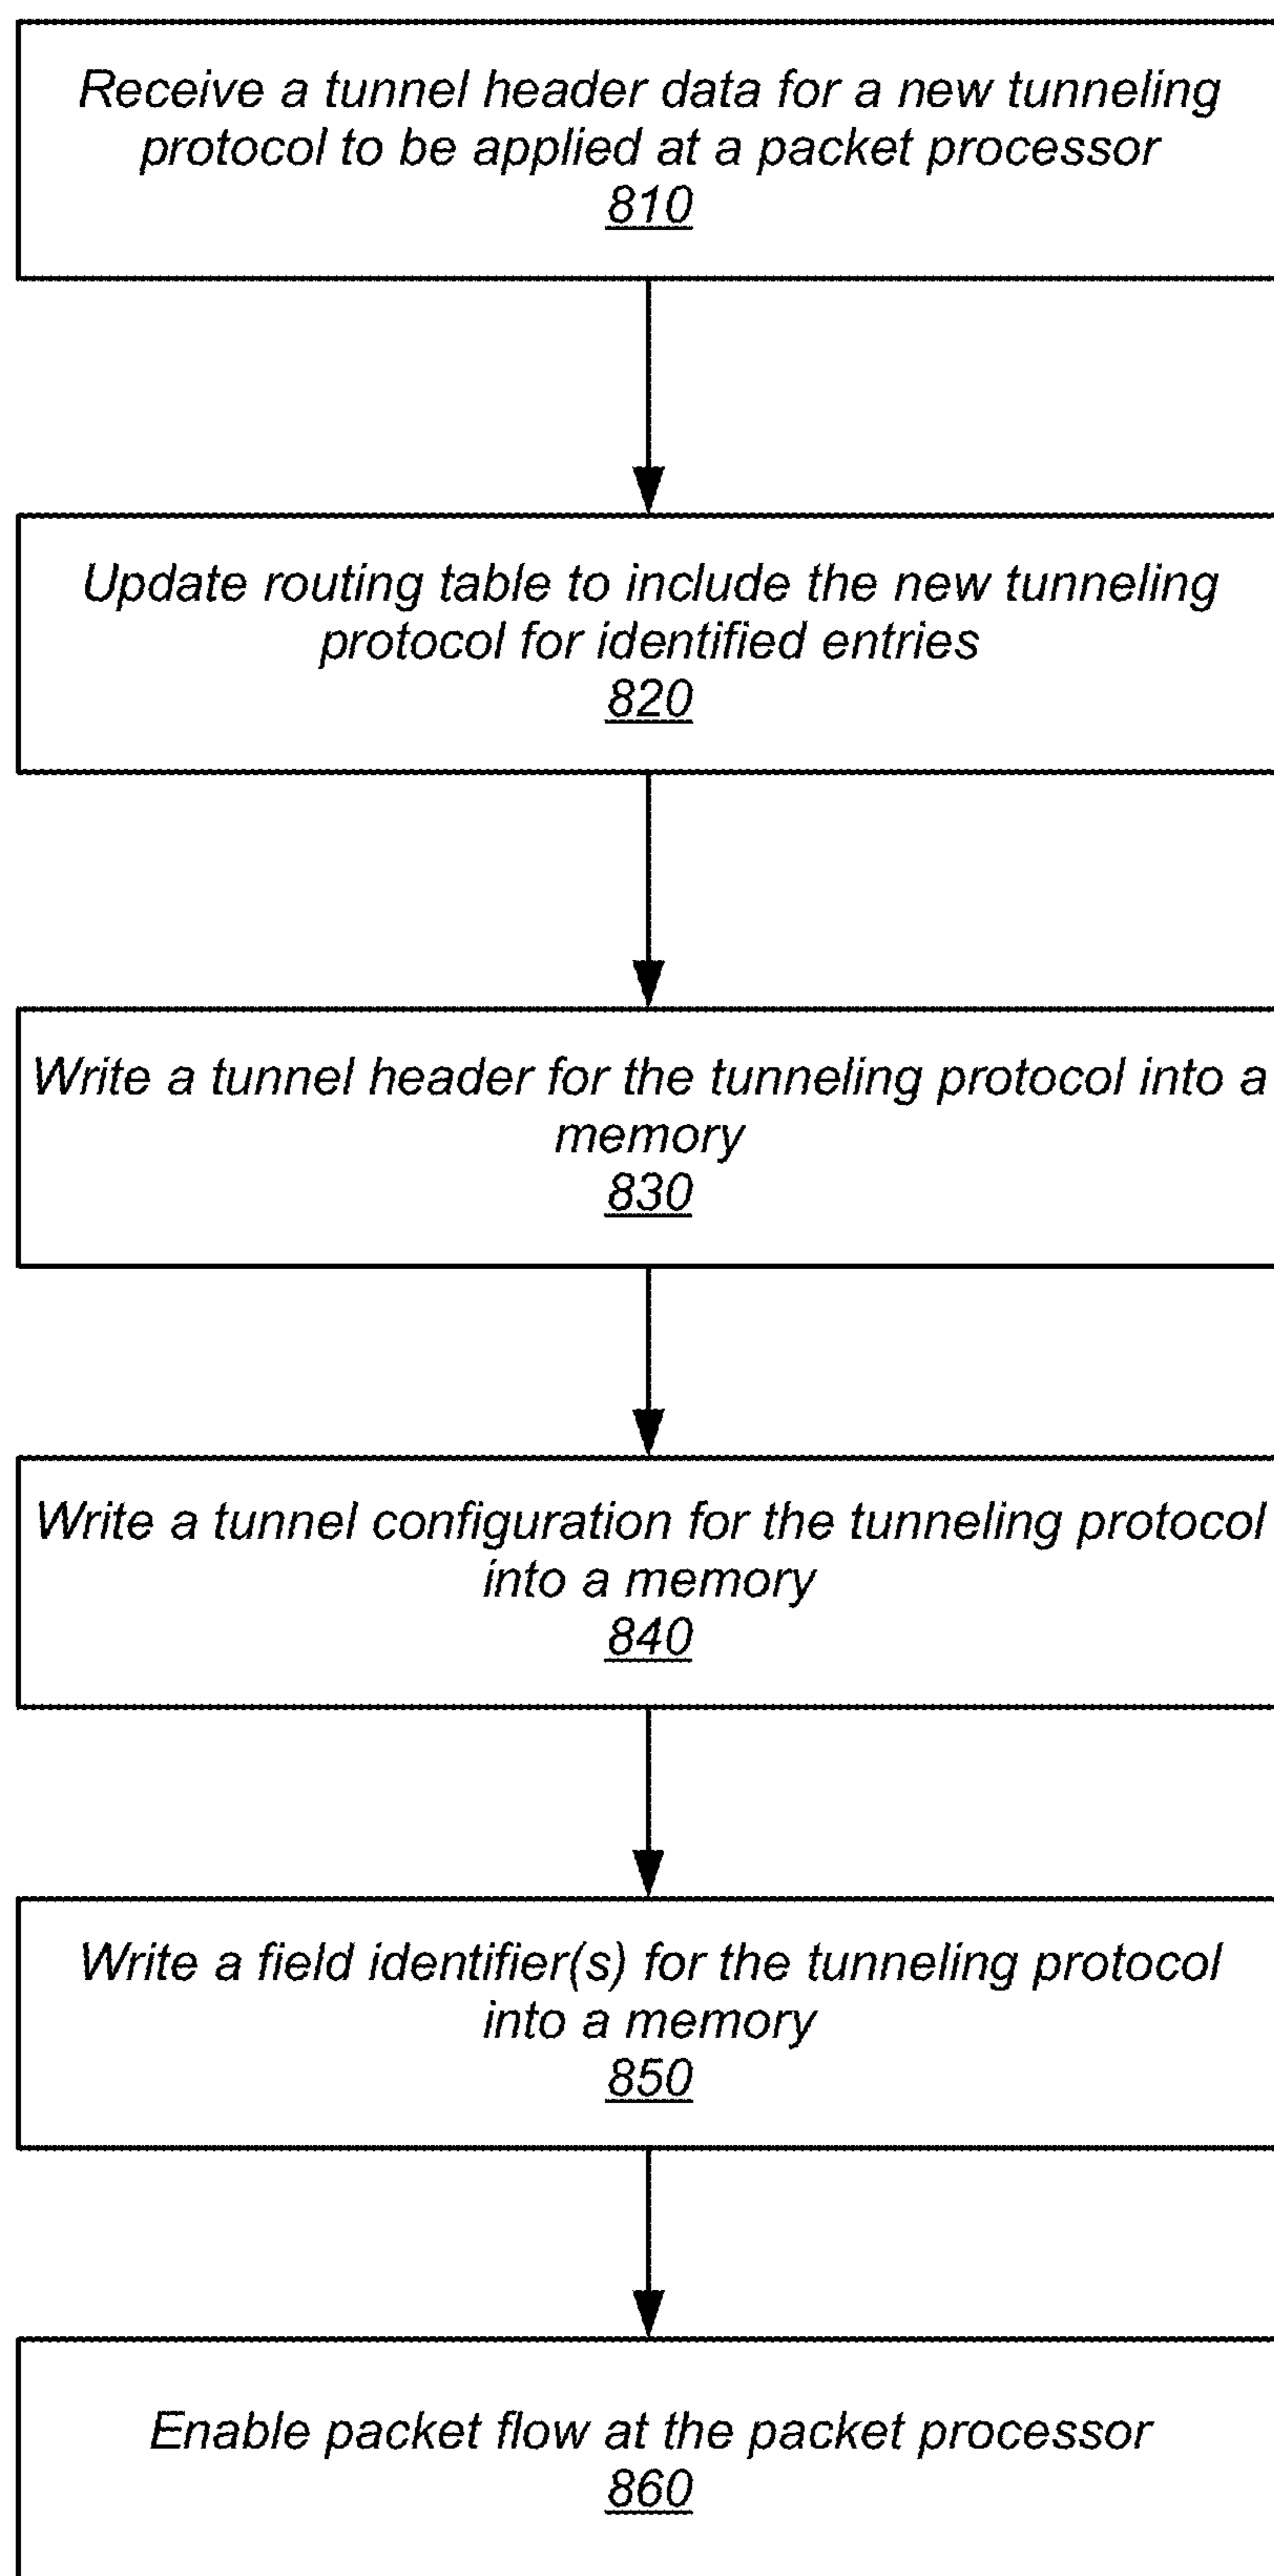 Receive a tunnel header data for a new tunneling
protocol to be applied at a packet processor
810
Update routing table to include the new tunneling
protocol for identified entries
820
Write a tunnel header for the tunneling protocol into a
memory
830
Write a tunnel configuration for the tunneling protocol
into a memory
840
Write a field identifier(s) for the tunneling protocol
into a memory
850
Enable packet flow at the packet processor
860